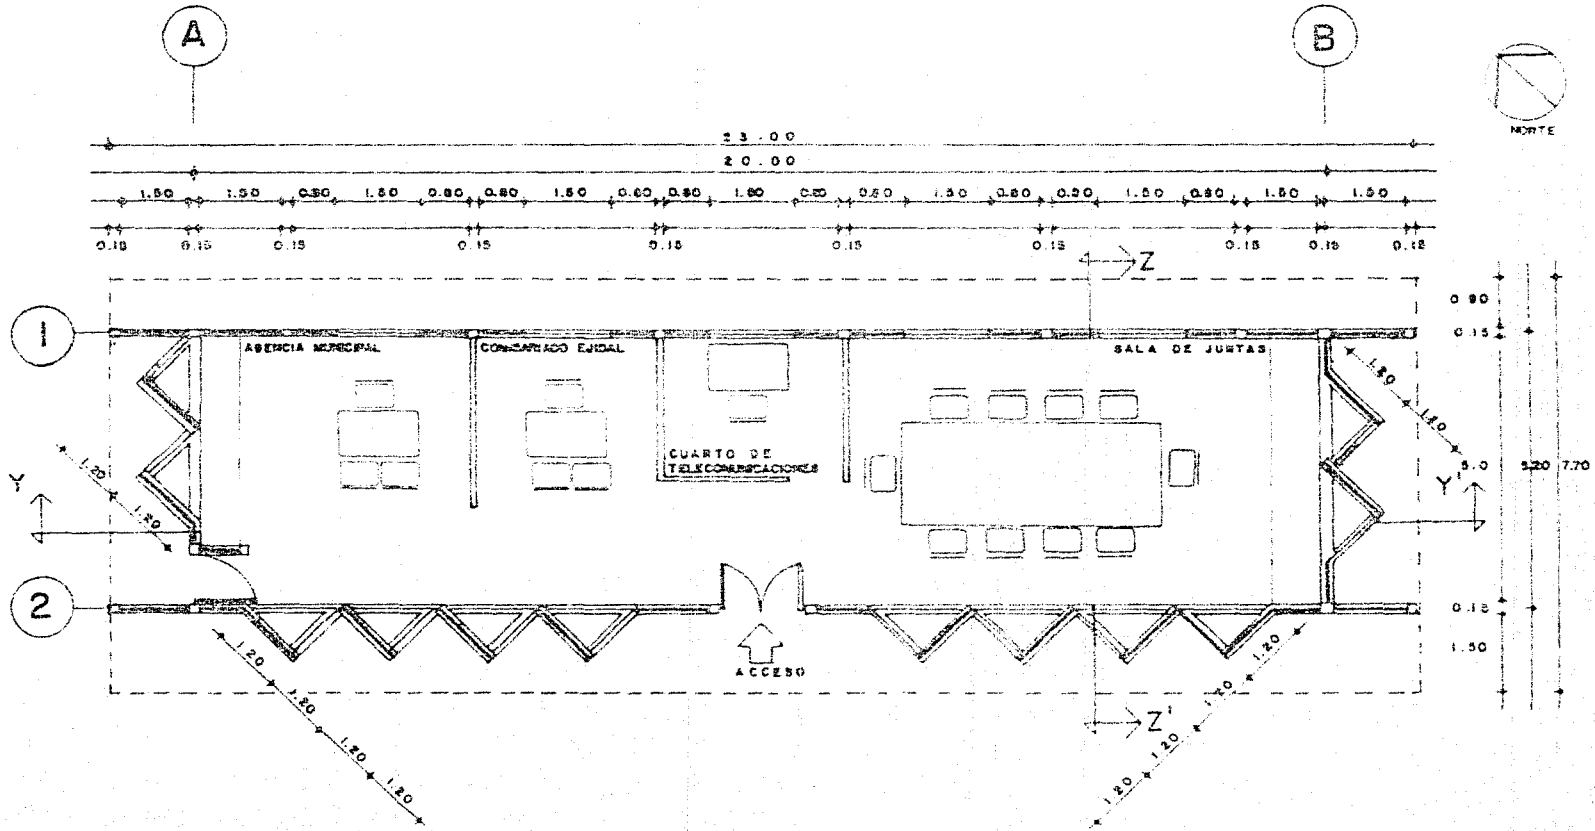 A B
NORTE
23.00
20.00
1.50 1.50 0.80 1.50 0.80 0.80 1.50 0.80 0.80 1.50 0.80 0.80 1.50 0.80 0.80 1.50 0.80 1.50 1.50
0.15 0.15 0.15 0.15 0.15 0.15 0.15 0.15 0.15 0.15
Z
0.90
1
0.15
AGENCIA MUNICIPAL COMISARIADO EJIDAL SALA DE JUNTAS
1.20
1.20
CUARTO DE
TELECOMUNICACIONES
5.0 5.20 7.70
1.20
Y Y'
1.20
2
0.15
1.50
1.20 ACCESO 1.20
1.20 1.20
Z'
1.20 1.20
1.20 1.20